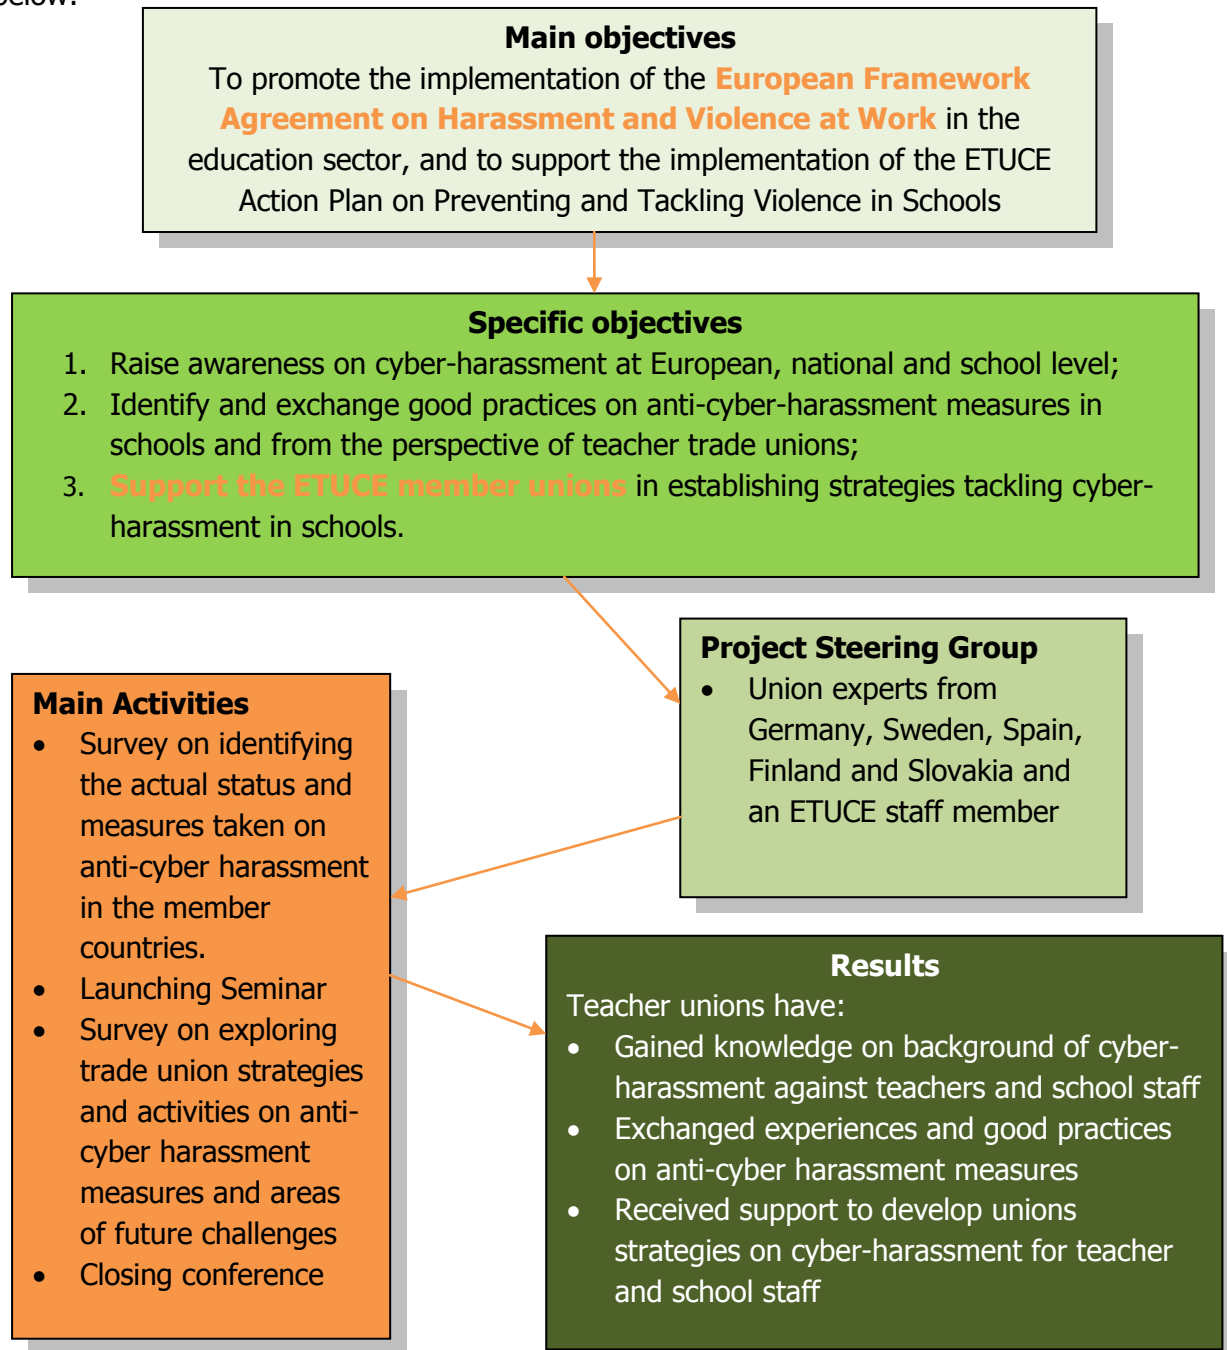 below:
Main objectives
To promote the implementation of the European Framework
Agreement on Harassment and Violence at Work in the
education sector, and to support the implementation of the ETUCE
Action Plan on Preventing and Tackling Violence in Schools
Specific objectives
1. Raise awareness on cyber-harassment at European, national and school level;
2. Identify and exchange good practices on anti-cyber-harassment measures in
schools and from the perspective of teacher trade unions;
3. Support the ETUCE member unions in establishing strategies tackling cyber-
harassment in schools.
Project Steering Group
• Union experts from
Germany, Sweden, Spain,
Finland and Slovakia and
an ETUCE staff member
Main Activities
• Survey on identifying
the actual status and
measures taken on
anti-cyber harassment
in the member
countries.
• Launching Seminar
• Survey on exploring
trade union strategies
and activities on anti-
cyber harassment
measures and areas
of future challenges
• Closing conference
Results
Teacher unions have:
• Gained knowledge on background of cyber-
harassment against teachers and school staff
• Exchanged experiences and good practices
on anti-cyber harassment measures
• Received support to develop unions
strategies on cyber-harassment for teacher
and school staff